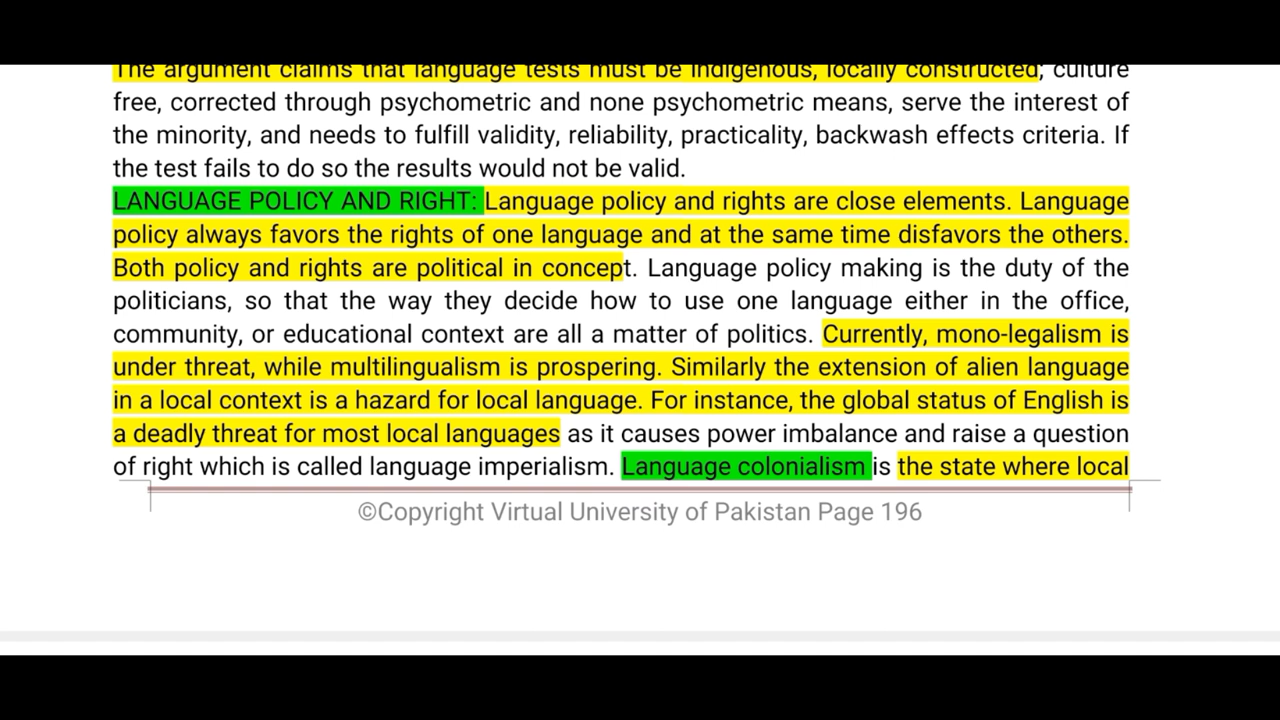 The argument claims that language tests must be indigenous, locally constructed; culture
free, corrected through psychometric and none psychometric means, serve the interest of
the minority, and needs to fulfill validity, reliability, practicality, backwash effects criteria. If
the test fails to do so the results would not be valid.
LANGUAGE POLICY AND RIGHT: Language policy and rights are close elements. Language
policy always favors the rights of one language and at the same time disfavors the others.
Both policy and rights are political in concept. Language policy making is the duty of the
politicians, so that the way they decide how to use one language either in the office,
community, or educational context are all a matter of politics. Currently, mono-legalism is
under threat, while multilingualism is prospering. Similarly the extension of alien language
in a local context is a hazard for local language. For instance, the global status of English is
a deadly threat for most local languages as it causes power imbalance and raise a question
of right which is called language imperialism. Language colonialism is the state where local
©Copyright Virtual University of Pakistan Page 196